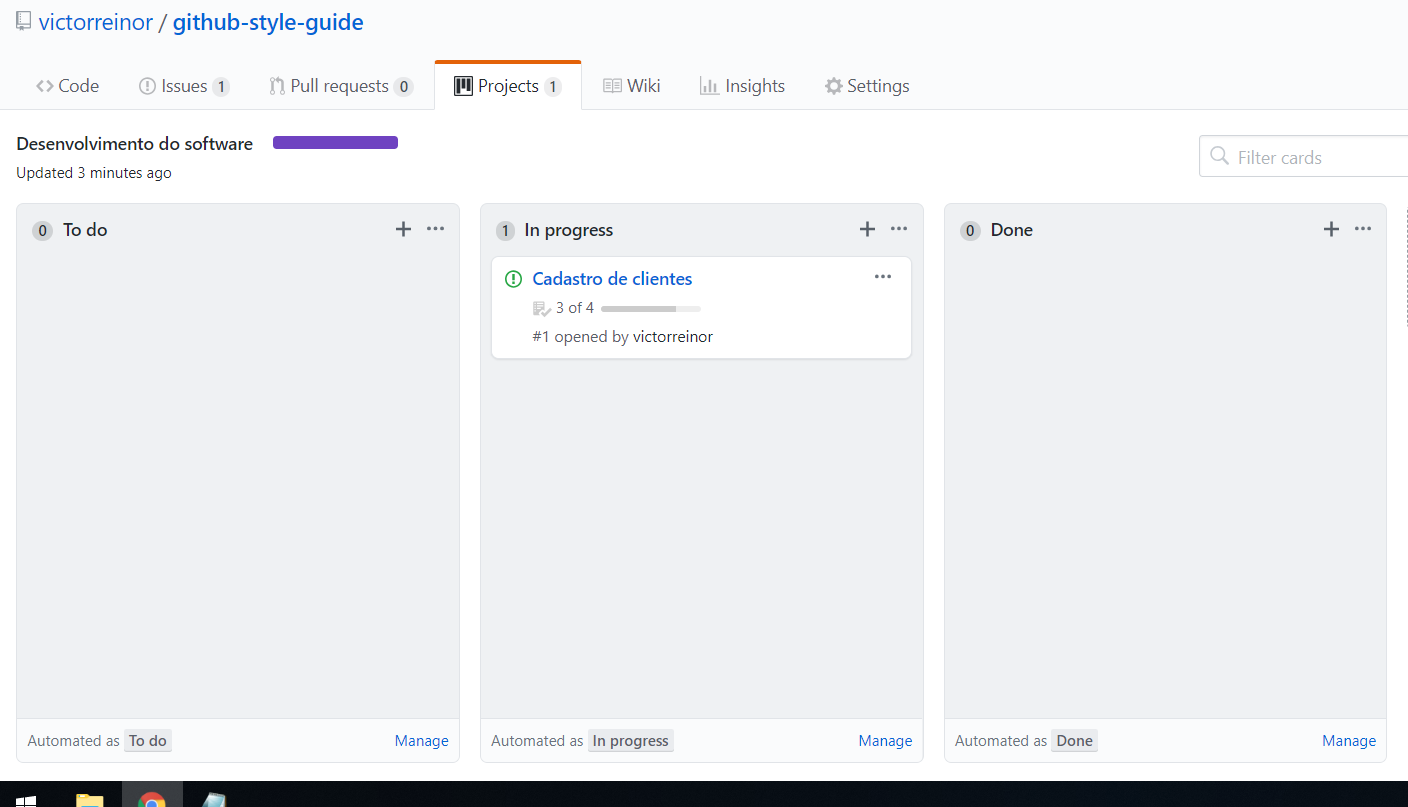 victorreinor / github-style-guide
Code Issues 1 Pull requests 0 Projects 1 Wiki Insights Settings
Desenvolvimento do software
Updated 3 minutes ago
Filter cards
0 To do
1 In progress
0 Done
Cadastro de clientes
3 of 4
#1 opened by victorreinor
Automated as To do Manage
Automated as In progress Manage
Automated as Done Manage